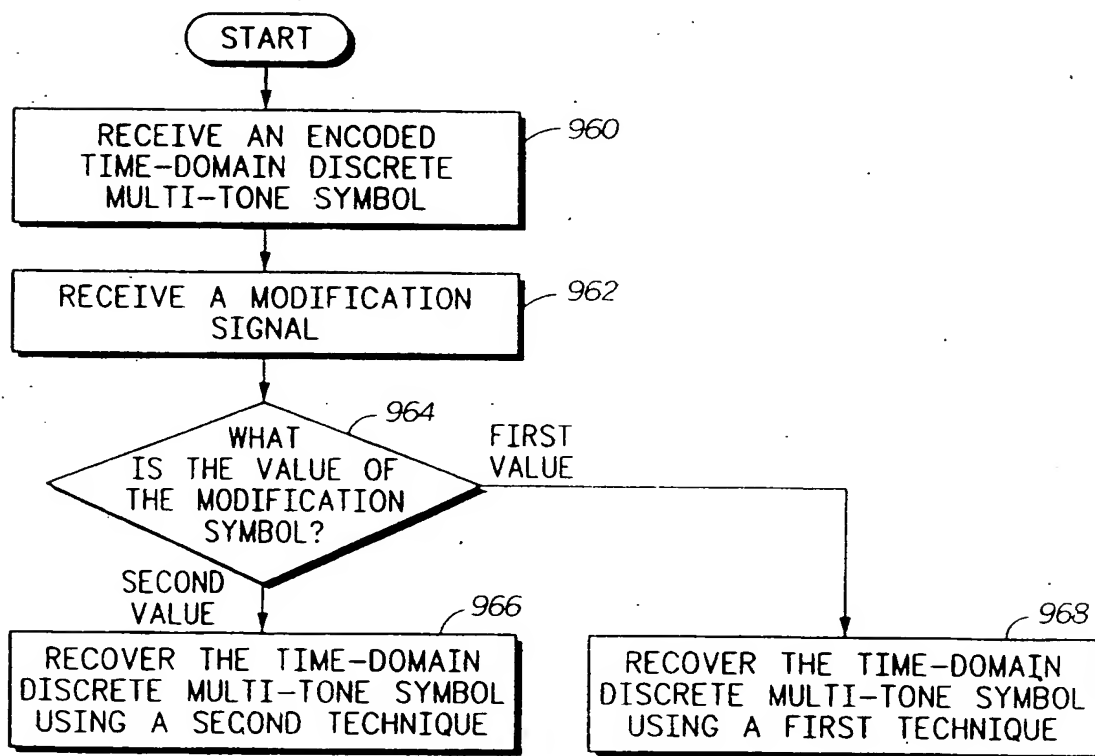 START
RECEIVE AN ENCODED
TIME-DOMAIN DISCRETE
MULTI-TONE SYMBOL
960
RECEIVE A MODIFICATION
SIGNAL
962
WHAT
IS THE VALUE OF
THE MODIFICATION
SYMBOL?
964
FIRST
VALUE
SECOND
VALUE
RECOVER THE TIME-DOMAIN
DISCRETE MULTI-TONE SYMBOL
USING A SECOND TECHNIQUE
966
RECOVER THE TIME-DOMAIN
DISCRETE MULTI-TONE SYMBOL
USING A FIRST TECHNIQUE
968